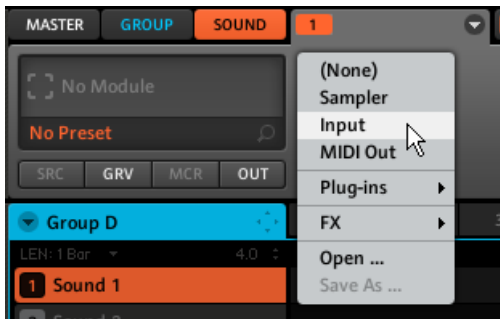 MASTER GROUP SOUND 1
(None)
No Module
Sampler
Input
No Preset
MIDI Out
SRC GRV MCR OUT
Plug-ins
Group D
FX
LEN: 1 Bar 4.0
Open ...
1 Sound 1
Save As ...